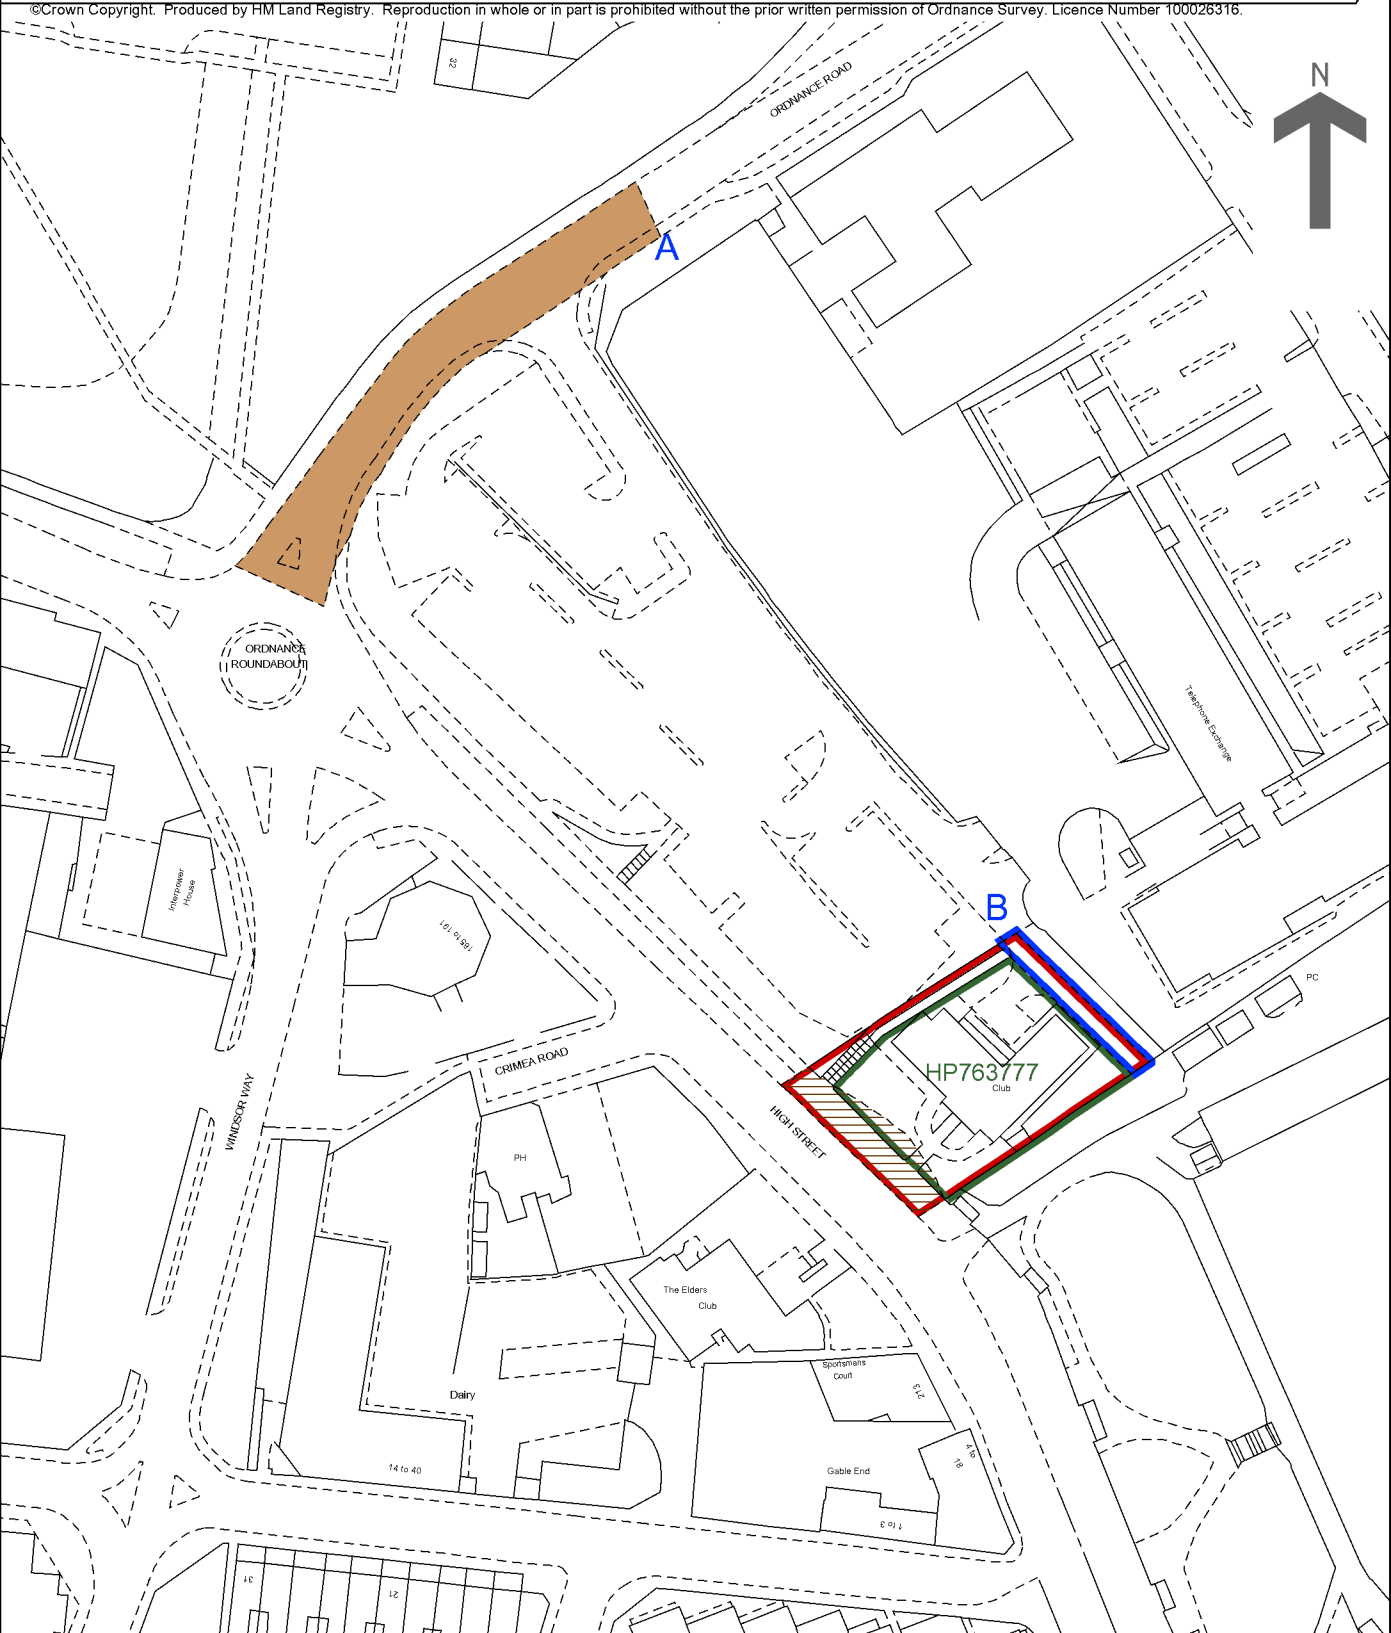 ©Crown Copyright. Produced by HM Land Registry. Reproduction in whole or in part is prohibited without the prior written permission of Ordnance Survey. Licence Number 100026316.
32
ORDNANCE ROAD
N
A
ORDNANCE
ROUNDABOUT
Telephone Exchange
Interpower
House
185 to 191
B
PC
CRIMEA ROAD
HP763777
Club
WINDSOR WAY
HIGH STREET
PH
The Elders
Club
Sportsmans
Court
213
Dairy
14 to 40
Gable End
4 to
18
1 to 3
31
21